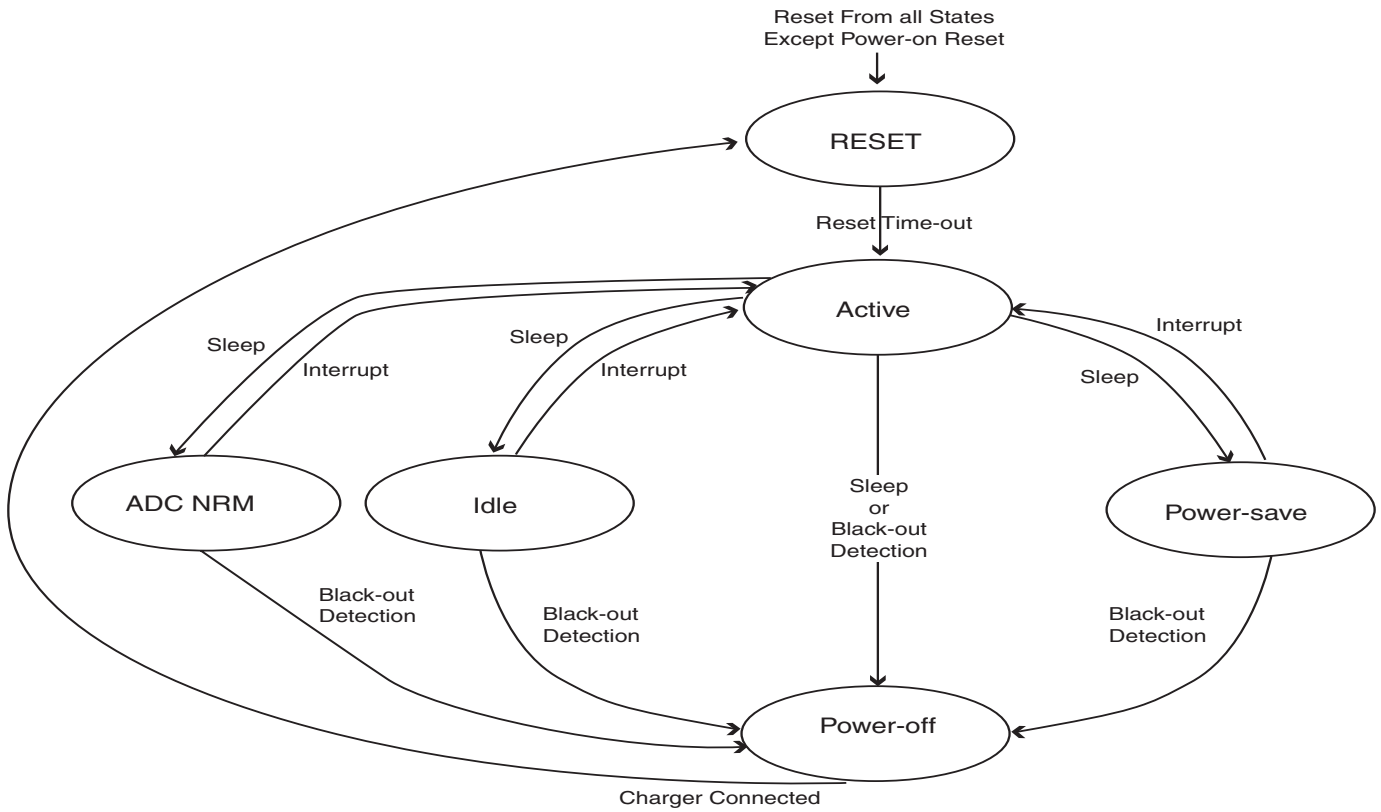 Reset From all States
Except Power-on Reset
RESET
Reset Time-out
Active
Sleep
Interrupt
Sleep
Interrupt
Interrupt
Sleep
ADC NRM
Idle
Sleep
or
Black-out
Detection
Power-save
Black-out
Detection
Black-out
Detection
Black-out
Detection
Power-off
Charger Connected